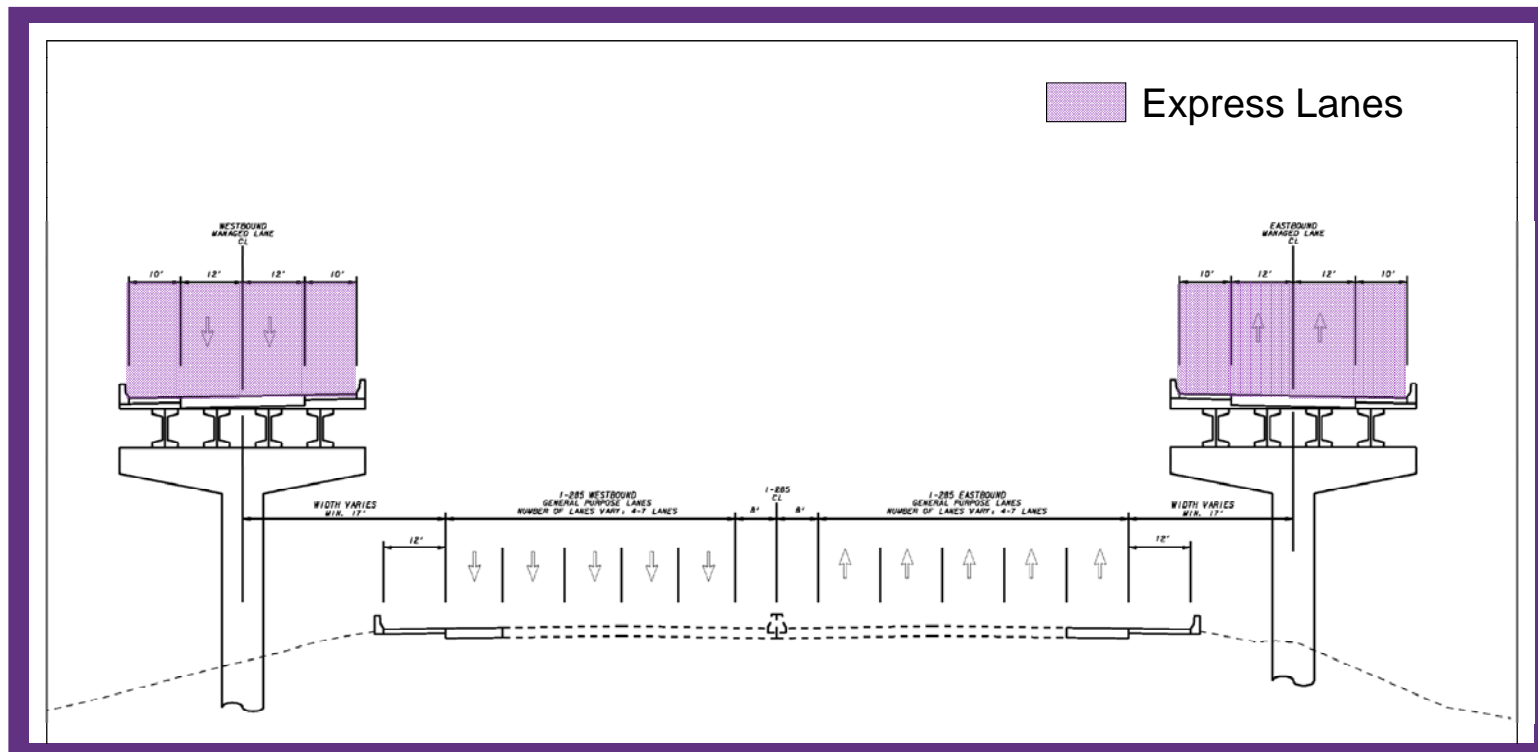 Express Lanes
WESTBOUND
MANAGED LANE
CL
EASTBOUND
MANAGED LANE
CL
10' 12' 12' 10'
10' 12' 12' 10'
WIDTH VARIES
MIN. 17'
I-285 WESTBOUND
GENERAL PURPOSE LANES
NUMBER OF LANES VARY: 4-7 LANES
8'
I-285
CL
8'
I-285 EASTBOUND
GENERAL PURPOSE LANES
NUMBER OF LANES VARY: 4-7 LANES
WIDTH VARIES
MIN. 17'
12'
12'